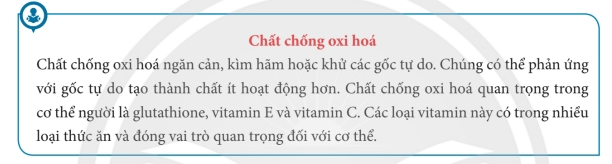 Chất chống oxi hoá
Chất chống oxi hoá ngăn cản, kìm hãm hoặc khử các gốc tự do. Chúng có thể phản ứng
với gốc tự do tạo thành chất ít hoạt động hơn. Chất chống oxi hoá quan trọng trong
cơ thể người là glutathione, vitamin E và vitamin C. Các loại vitamin này có trong nhiều
loại thức ăn và đóng vai trò quan trọng đối với cơ thể.